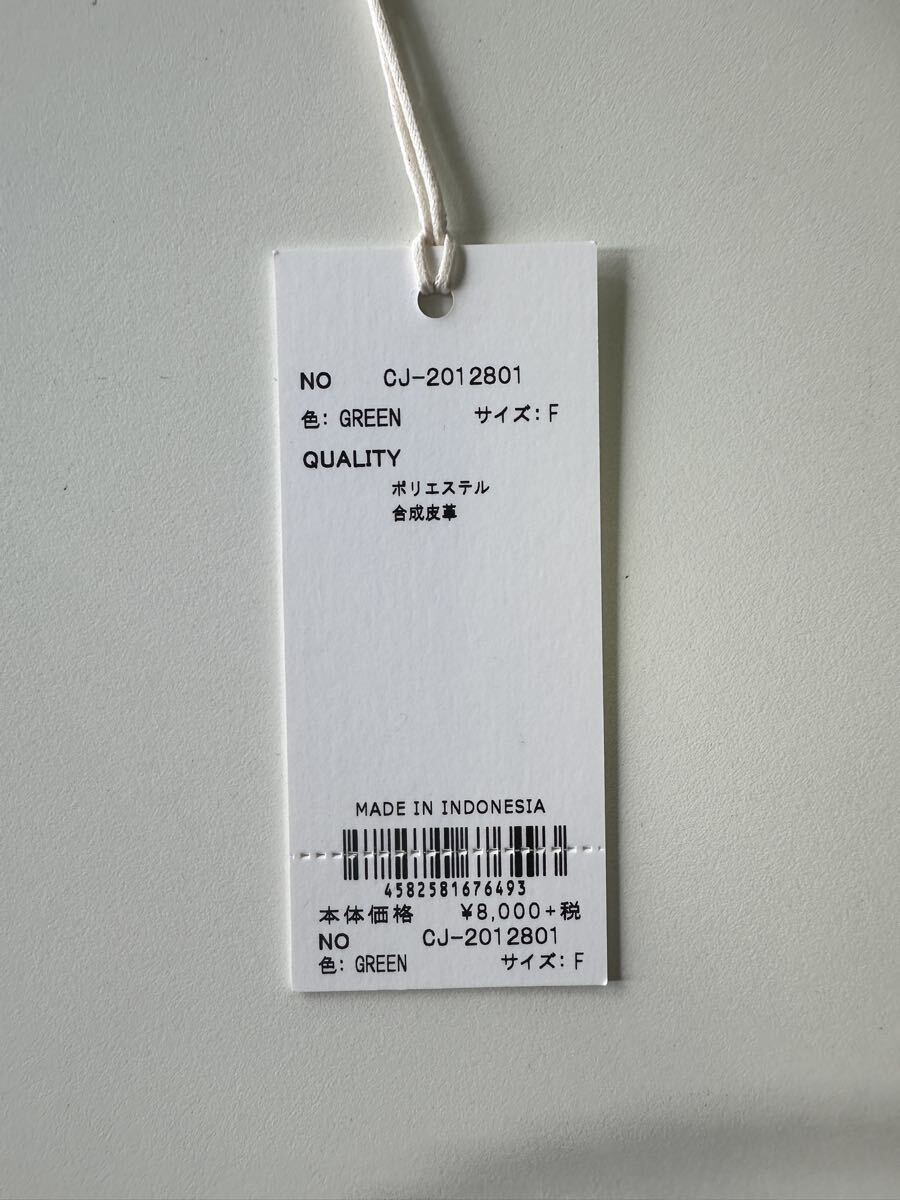 NO CJ-2012801
色: GREEN サイズ: F
QUALITY
ポリエステル
合成皮革
MADE IN INDONESIA
4582581676493
本体価格 ¥8,000+税
NO CJ-2012801
色: GREEN サイズ: F